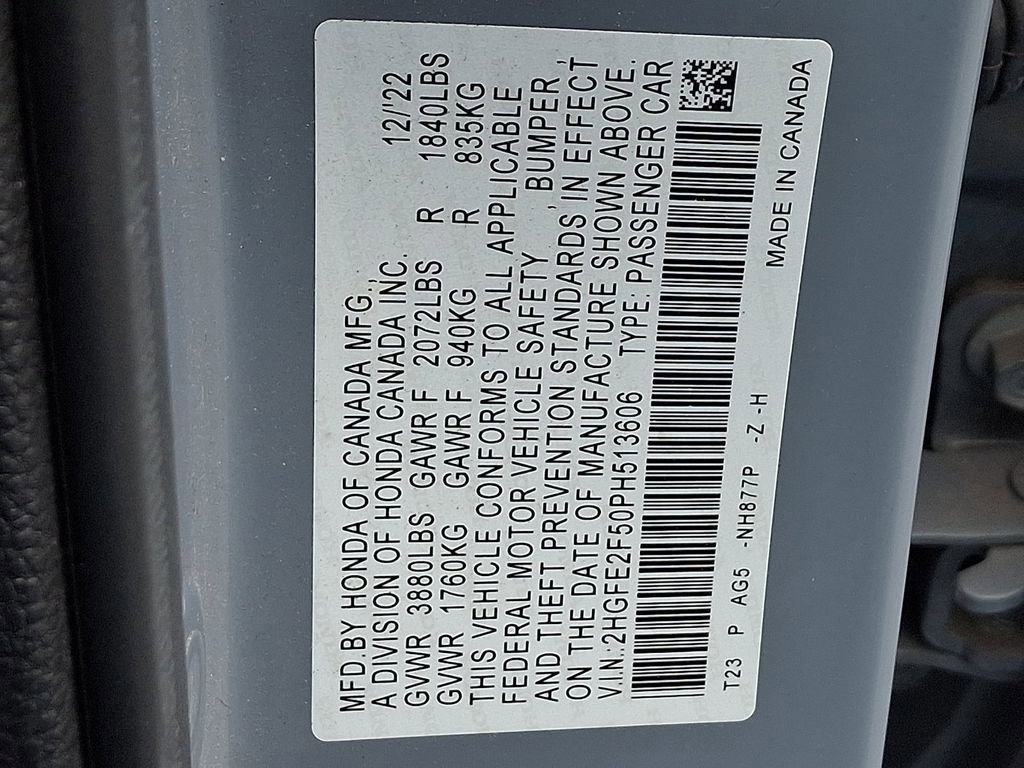 MFD.BY HONDA OF CANADA MFG.,
A DIVISION OF HONDA CANADA INC. 12/'22
GVWR 3880LBS GAWR F 2072LBS R 1840LBS
GVWR 1760KG GAWR F 940KG R 835KG
THIS VEHICLE CONFORMS TO ALL APPLICABLE
FEDERAL MOTOR VEHICLE SAFETY, BUMPER,
AND THEFT PREVENTION STANDARDS IN EFFECT
ON THE DATE OF MANUFACTURE SHOWN ABOVE.
V.I.N.:2HGFE2F50PH513606 TYPE: PASSENGER CAR
T23 P AG5 -NH877P -Z -H
MADE IN CANADA